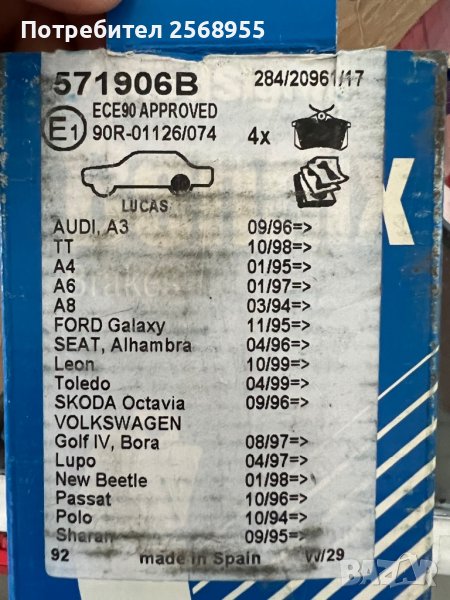 Потребител 2568955
571906B 284/20961/17
E1 ECE90 APPROVED
90R-01126/074 4x
LUCAS
AUDI, A3 09/96=>
TT 10/98=>
A4 01/95=>
A6 01/97=>
A8 03/94=>
FORD Galaxy 11/95=>
SEAT, Alhambra 04/96=>
Leon 10/99=>
Toledo 04/99=>
SKODA Octavia 09/96=>
VOLKSWAGEN
Golf IV, Bora 08/97=>
Lupo 04/97=>
New Beetle 01/98=>
Passat 10/96=>
Polo 10/94=>
Sharan 09/95=>
92 made in Spain W/29
BAZAR